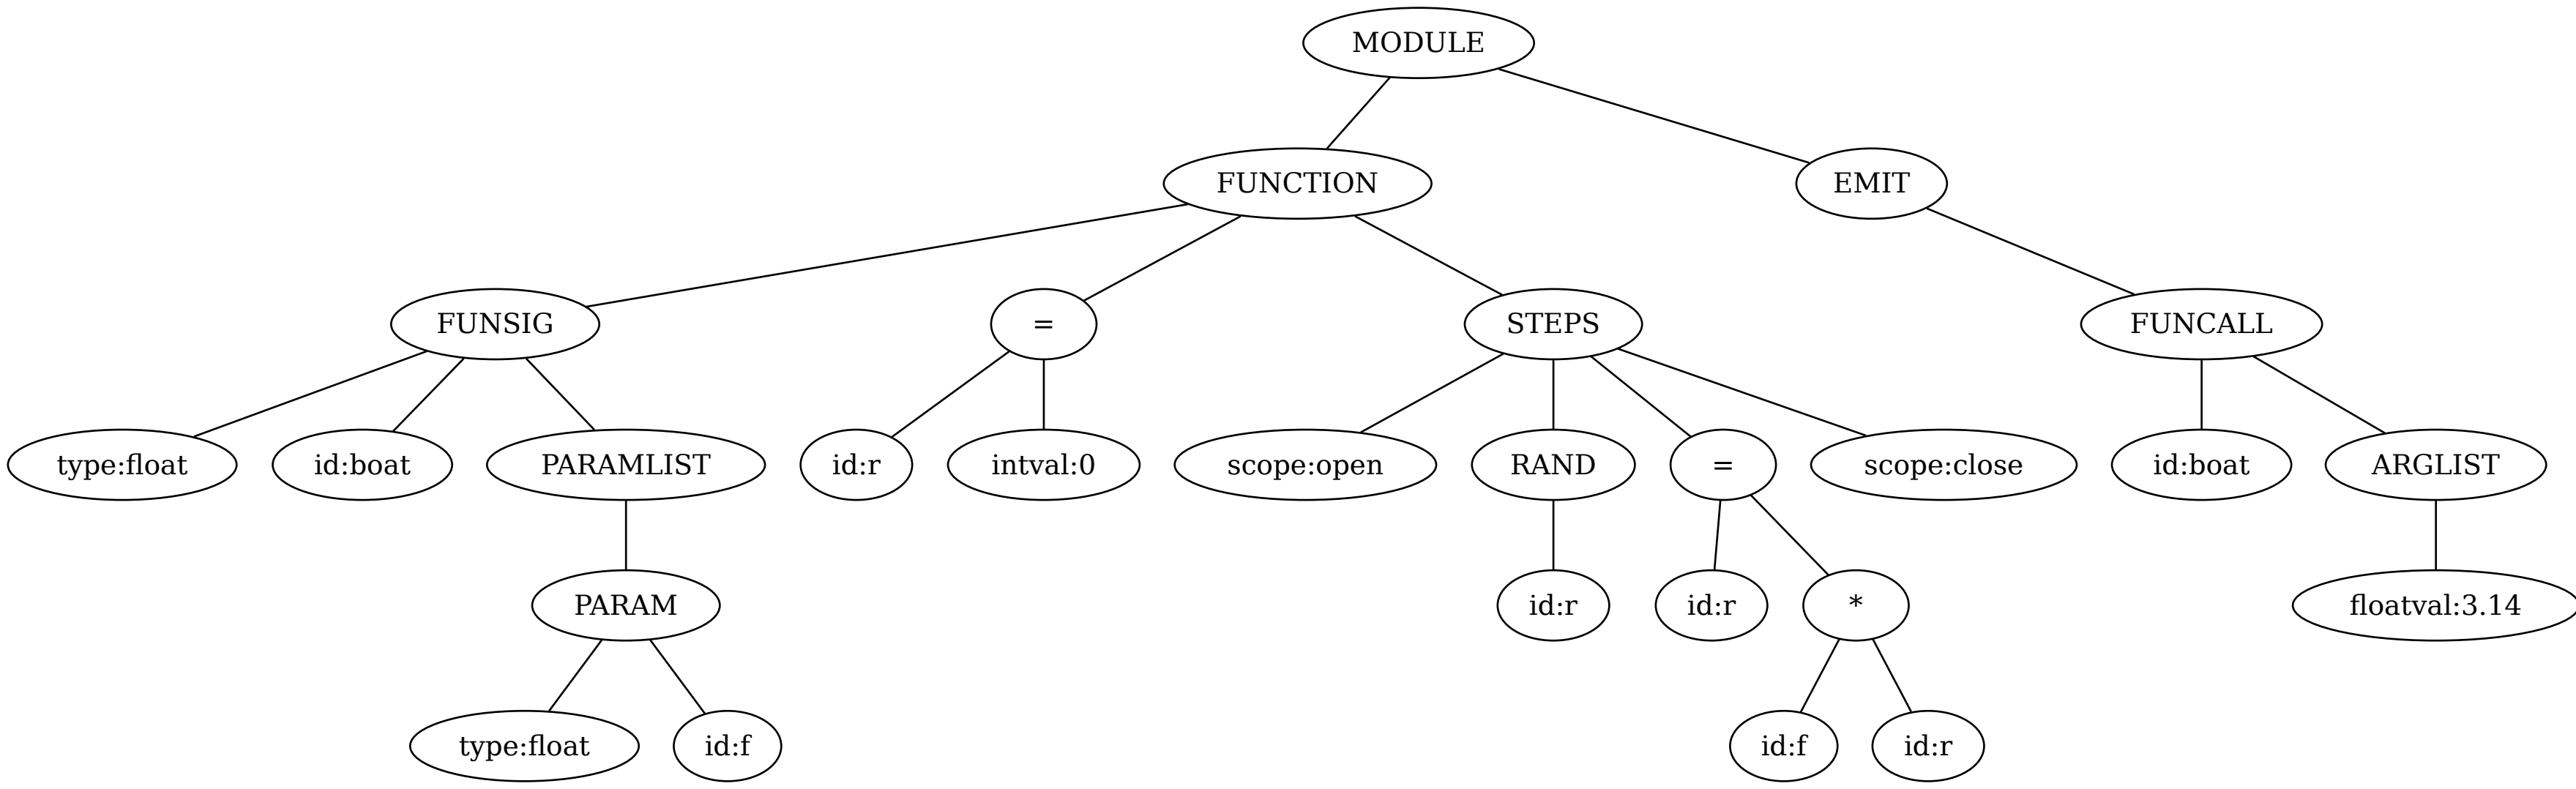 MODULE
FUNCTION
EMIT
FUNSIG
=
STEPS
FUNCALL
type:float
id:boat
PARAMLIST
id:r
intval:0
scope:open
RAND
=
scope:close
id:boat
ARGLIST
PARAM
id:r
id:r
*
floatval:3.14
type:float
id:f
id:f
id:r